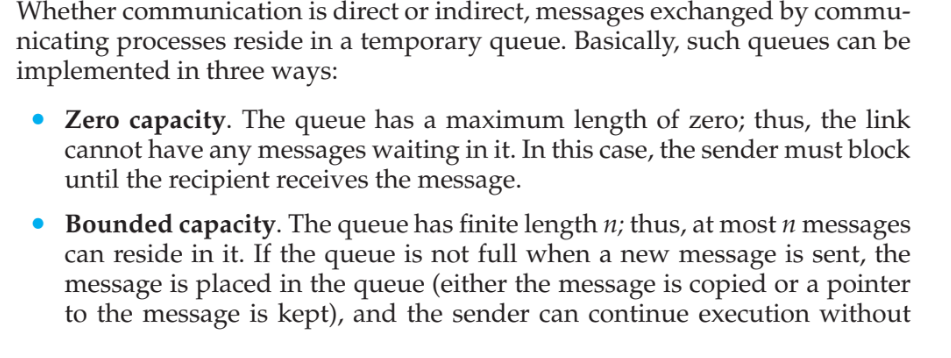 Whether communication is direct or indirect, messages exchanged by commu-
nicating processes reside in a temporary queue. Basically, such queues can be
implemented in three ways:
• Zero capacity. The queue has a maximum length of zero; thus, the link
cannot have any messages waiting in it. In this case, the sender must block
until the recipient receives the message.
• Bounded capacity. The queue has finite length n; thus, at most n messages
can reside in it. If the queue is not full when a new message is sent, the
message is placed in the queue (either the message is copied or a pointer
to the message is kept), and the sender can continue execution without